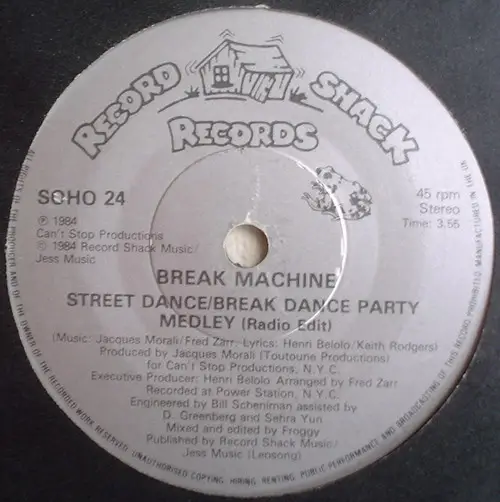 RECORD SHACK
RECORDS
SOHO 24
℗ 1984
Can't Stop Productions
© 1984 Record Shack Music/
Jess Music
45 rpm
Stereo
Time: 3.55
BREAK MACHINE
STREET DANCE/BREAK DANCE PARTY
MEDLEY (Radio Edit)
(Music: Jacques Morali/Fred Zarr. Lyrics: Henri Belolo/Keith Rodgers)
Produced by Jacques Morali (Toutoune Productions)
for Can't Stop Productions, N.Y.C.
Executive Producer: Henri Belolo Arranged by Fred Zarr
Recorded at Power Station, N.Y.C.
Engineered by Bill Scheniman assisted by
D. Greenberg and Sehra Yun
Mixed and edited by Froggy
Published by Record Shack Music/
Jess Music (Leosong)
ALL RIGHTS OF THE PRODUCER AND OF THE OWNER OF THE RECORDED WORK RESERVED. UNAUTHORISED COPYING, HIRING, RENTING, PUBLIC PERFORMANCE AND BROADCASTING OF THIS RECORD PROHIBITED. MANUFACTURED IN THE UK